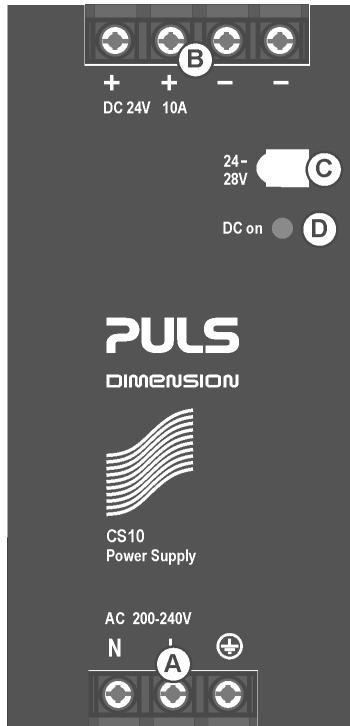 B
+ + – –
DC 24V 10A
24–
28V
C
DC on
D
PULS
DIMENSION
CS10
Power Supply
AC 200-240V
N
A